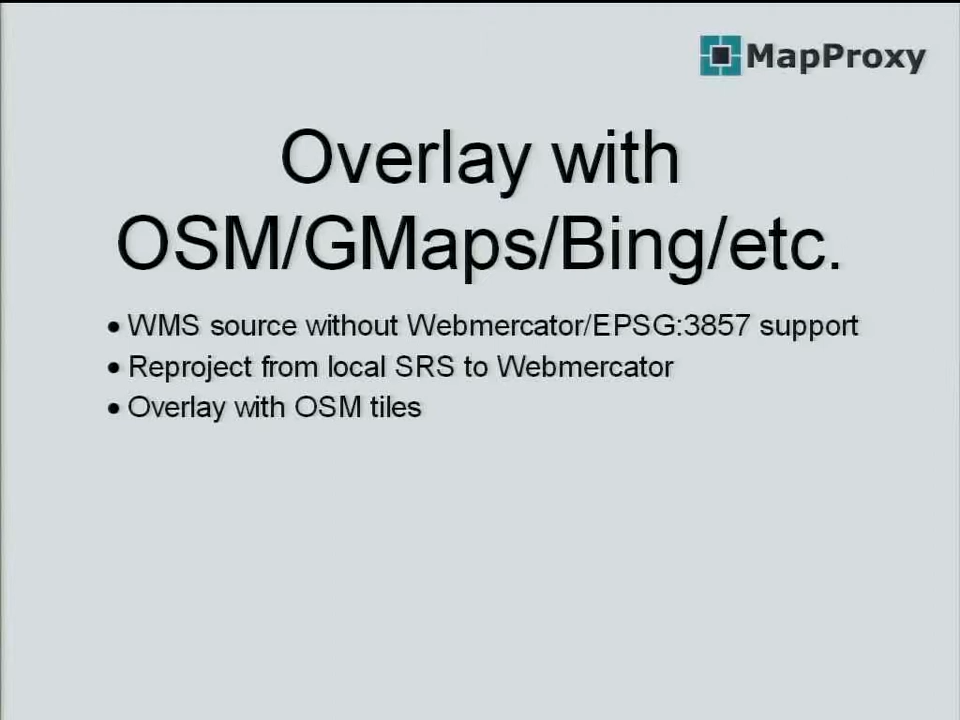 MapProxy
Overlay with
OSM/GMaps/Bing/etc.
• WMS source without Webmercator/EPSG:3857 support
• Reproject from local SRS to Webmercator
• Overlay with OSM tiles